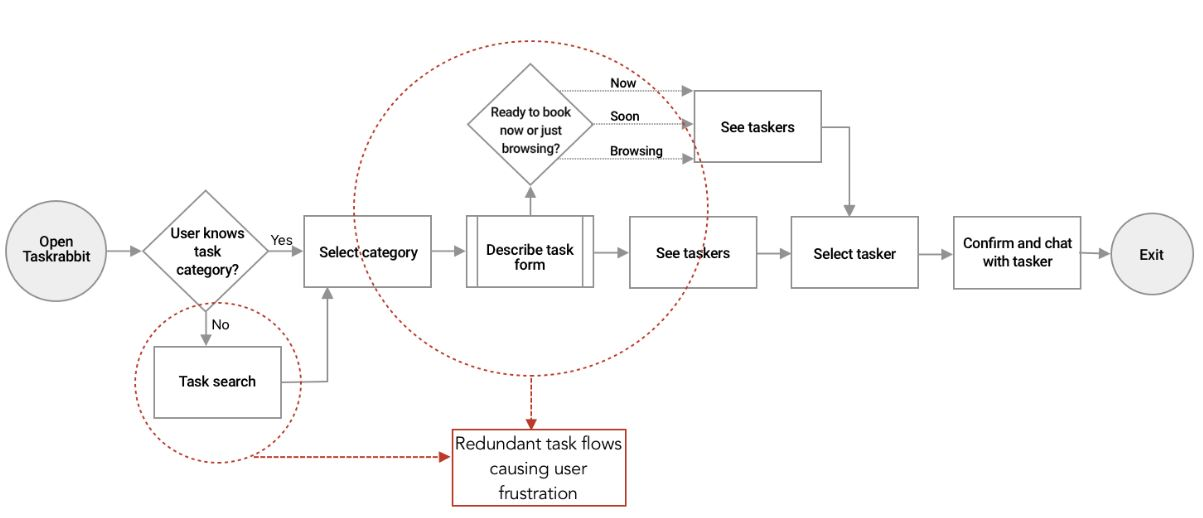 Open
Taskrabbit
User knows
task
category?
Yes
No
Task search
Select category
Describe task
form
Ready to book
now or just
browsing?
Now
Soon
Browsing
See taskers
See taskers
Select tasker
Confirm and chat
with tasker
Exit
Redundant task flows
causing user
frustration